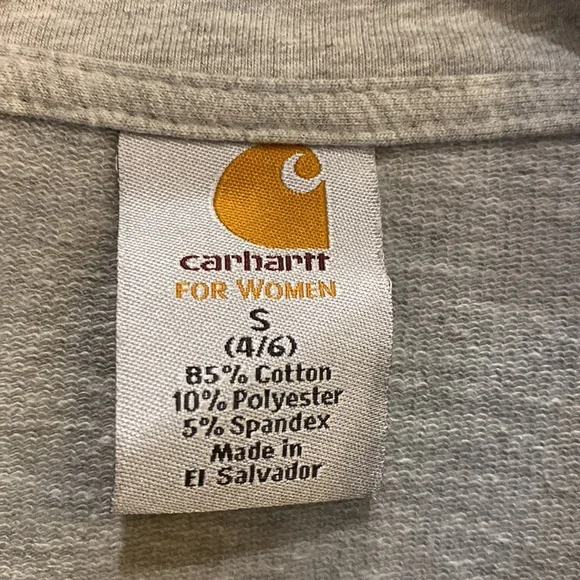 carhartt
FOR WOMEN
S
(4/6)
85% Cotton
10% Polyester
5% Spandex
Made in
El Salvador